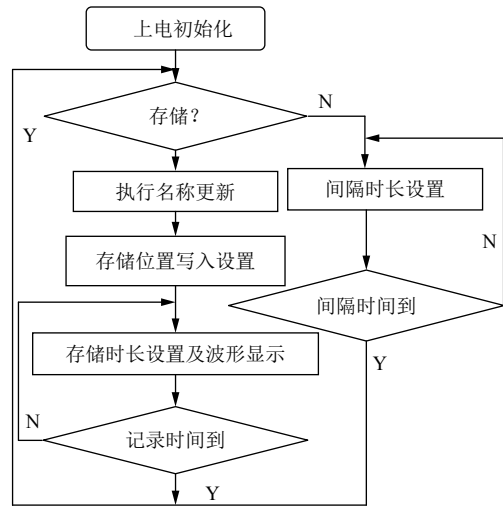 上电初始化
存储?
N
Y
执行名称更新
间隔时长设置
N
存储位置写入设置
间隔时间到
存储时长设置及波形显示
Y
N
记录时间到
Y